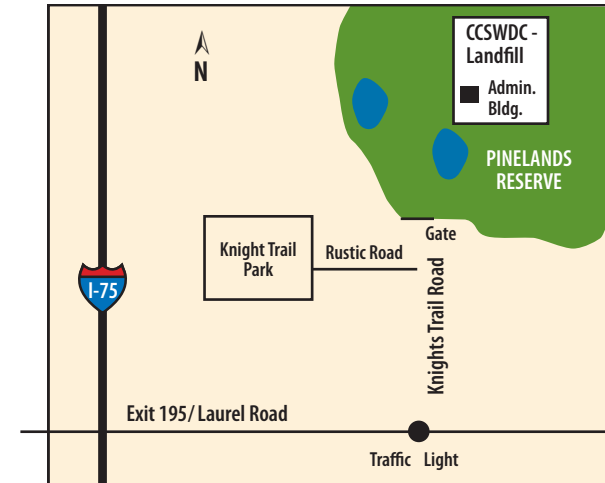 CCSWDC -
Landfill
Admin.
Bldg.
N
PINELANDS
RESERVE
Gate
Knight Trail
Park
Rustic Road
Knights Trail Road
I-75
Exit 195/ Laurel Road
Traffic Light